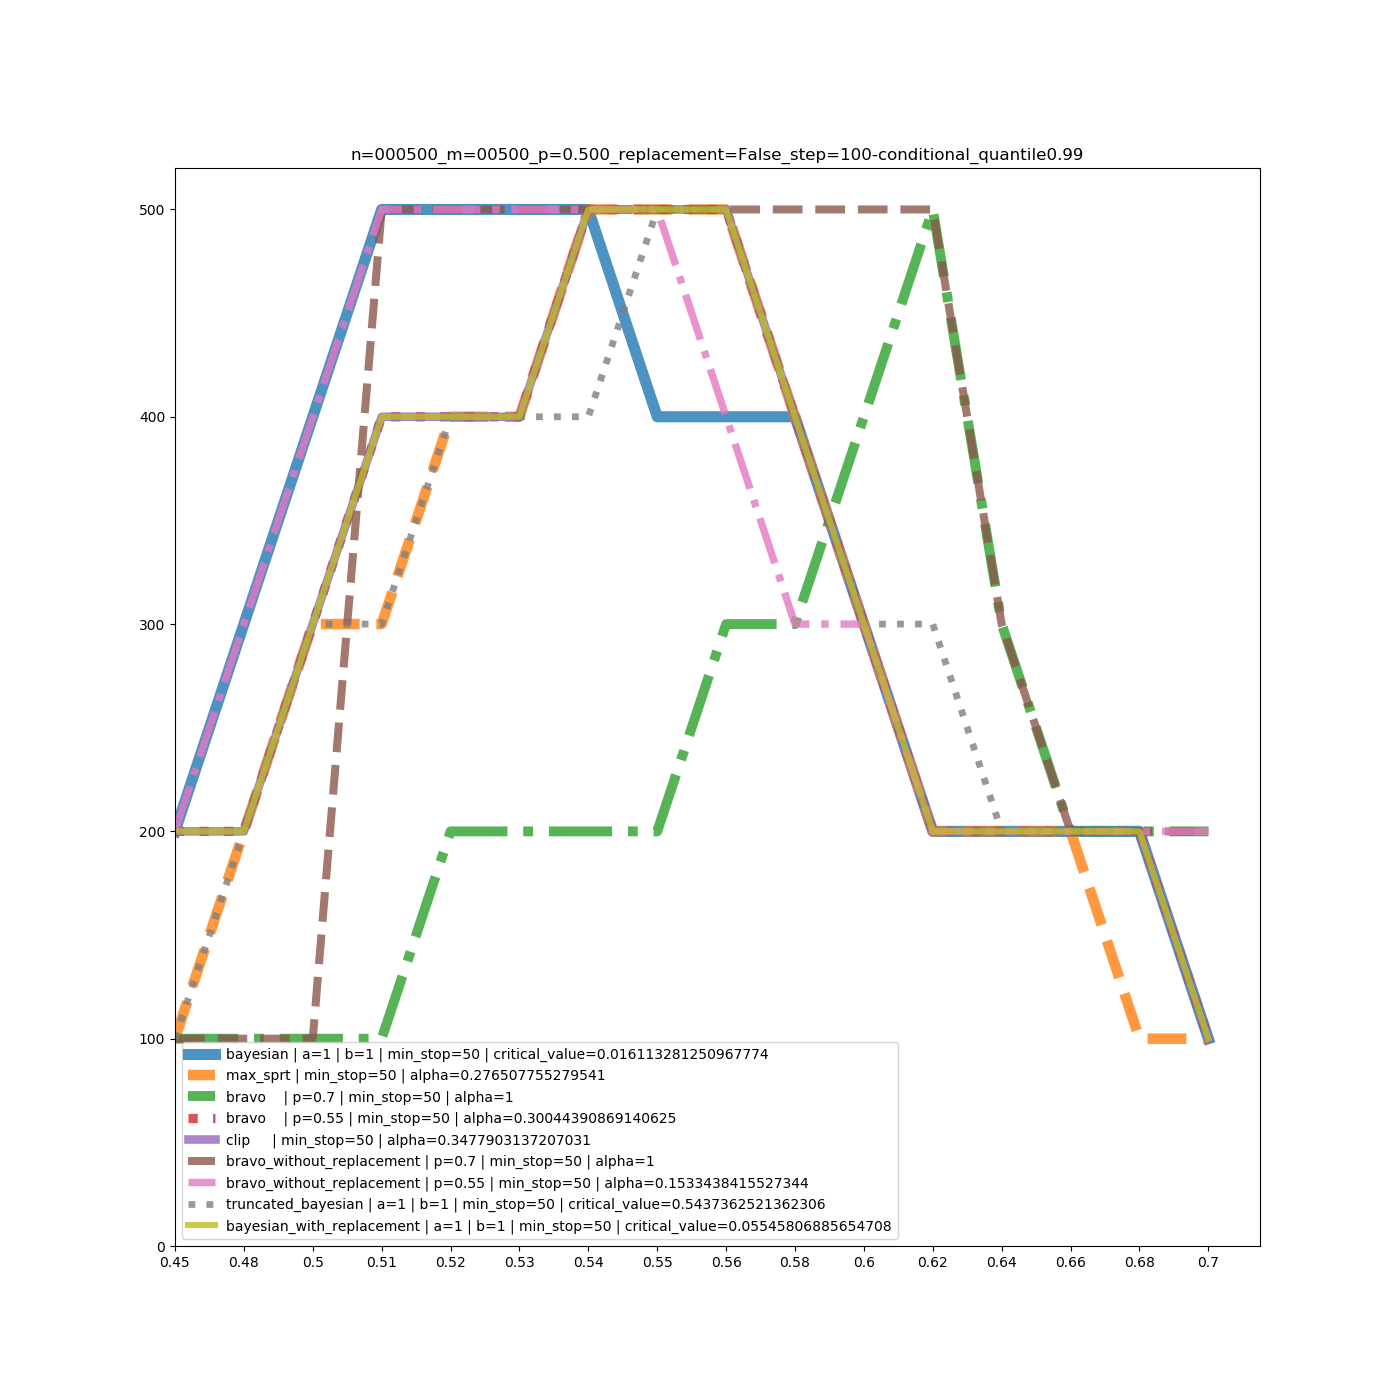 n=000500_m=00500_p=0.500_replacement=False_step=100-conditional_quantile0.99
500
400
300
200
100
0
bayesian | a=1 | b=1 | min_stop=50 | critical_value=0.016113281250967774
max_sprt | min_stop=50 | alpha=0.276507755279541
bravo | p=0.7 | min_stop=50 | alpha=1
bravo | p=0.55 | min_stop=50 | alpha=0.30044390869140625
clip | min_stop=50 | alpha=0.3477903137207031
bravo_without_replacement | p=0.7 | min_stop=50 | alpha=1
bravo_without_replacement | p=0.55 | min_stop=50 | alpha=0.1533438415527344
truncated_bayesian | a=1 | b=1 | min_stop=50 | critical_value=0.5437362521362306
bayesian_with_replacement | a=1 | b=1 | min_stop=50 | critical_value=0.05545806885654708
0.45 0.48 0.5 0.51 0.52 0.53 0.54 0.55 0.56 0.58 0.6 0.62 0.64 0.66 0.68 0.7